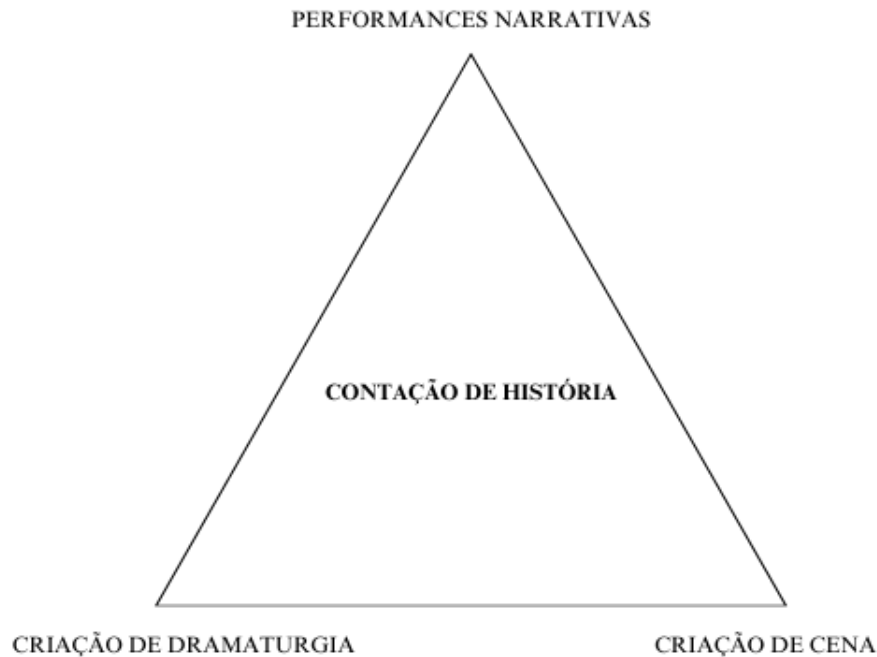 PERFORMANCES NARRATIVAS
CONTAÇÃO DE HISTÓRIA
CRIAÇÃO DE DRAMATURGIA
CRIAÇÃO DE CENA